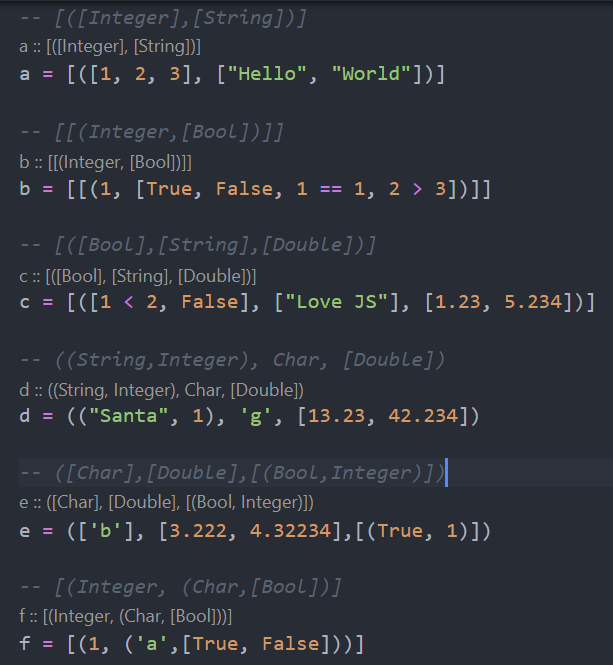 -- [([Integer],[String])]
a :: [([Integer], [String])]
a = [([1, 2, 3], ["Hello", "World"])]
-- [[(Integer,[Bool])]]
b :: [[(Integer, [Bool])]]
b = [[(1, [True, False, 1 == 1, 2 > 3])]]
-- [([Bool],[String],[Double])]
c :: [([Bool], [String], [Double])]
c = [([1 < 2, False], ["Love JS"], [1.23, 5.234])]
-- ((String,Integer), Char, [Double])
d :: ((String, Integer), Char, [Double])
d = (("Santa", 1), 'g', [13.23, 42.234])
-- ([Char],[Double],[(Bool,Integer)])
e :: ([Char], [Double], [(Bool, Integer)])
e = (['b'], [3.222, 4.32234],[(True, 1)])
-- [(Integer, (Char,[Bool])]
f :: [(Integer, (Char, [Bool]))]
f = [(1, ('a',[True, False]))]